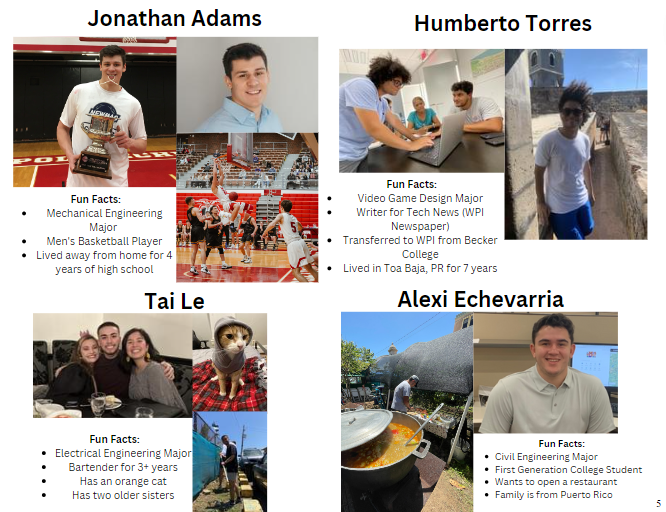 Jonathan Adams
Fun Facts:
Mechanical Engineering
Major
Men's Basketball Player
Lived away from home for 4
years of high school
Humberto Torres
Fun Facts:
Video Game Design Major
Writer for Tech News (WPI
Newspaper)
Transferred to WPI from Becker
College
Lived in Toa Baja, PR for 7 years
Tai Le
Fun Facts:
Electrical Engineering Major
Bartender for 3+ years
Has an orange cat
Has two older sisters
Alexi Echevarria
Fun Facts:
Civil Engineering Major
First Generation College Student
Wants to open a restaurant
Family is from Puerto Rico
5